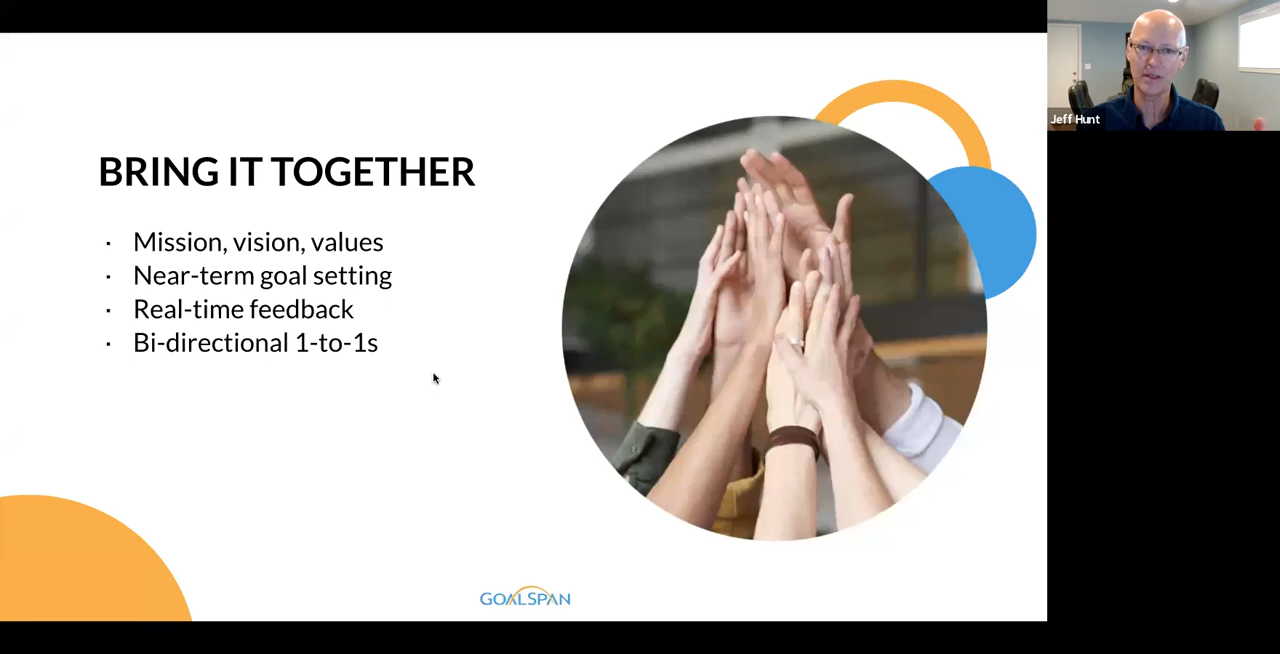 BRING IT TOGETHER
· Mission, vision, values
· Near-term goal setting
· Real-time feedback
· Bi-directional 1-to-1s
GOALSPAN
Jeff Hunt